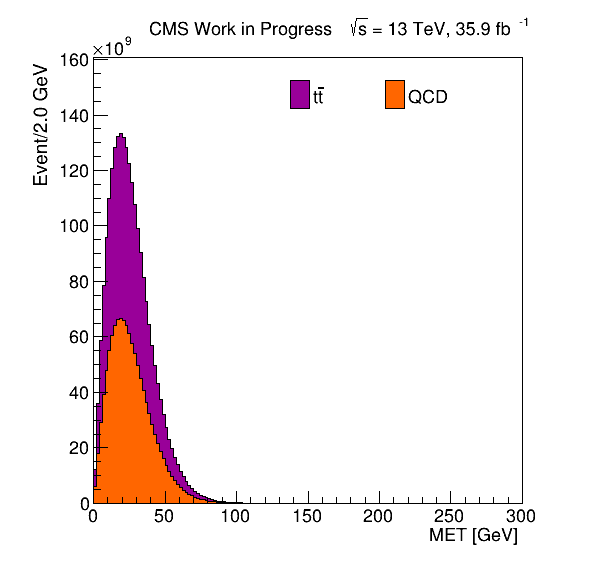 CMS Work in Progress √s = 13 TeV, 35.9 fb⁻¹
×10⁹
Event/2.0 GeV
160
140
120
100
80
60
40
20
0
tt̄
QCD
0 50 100 150 200 250 300
MET [GeV]